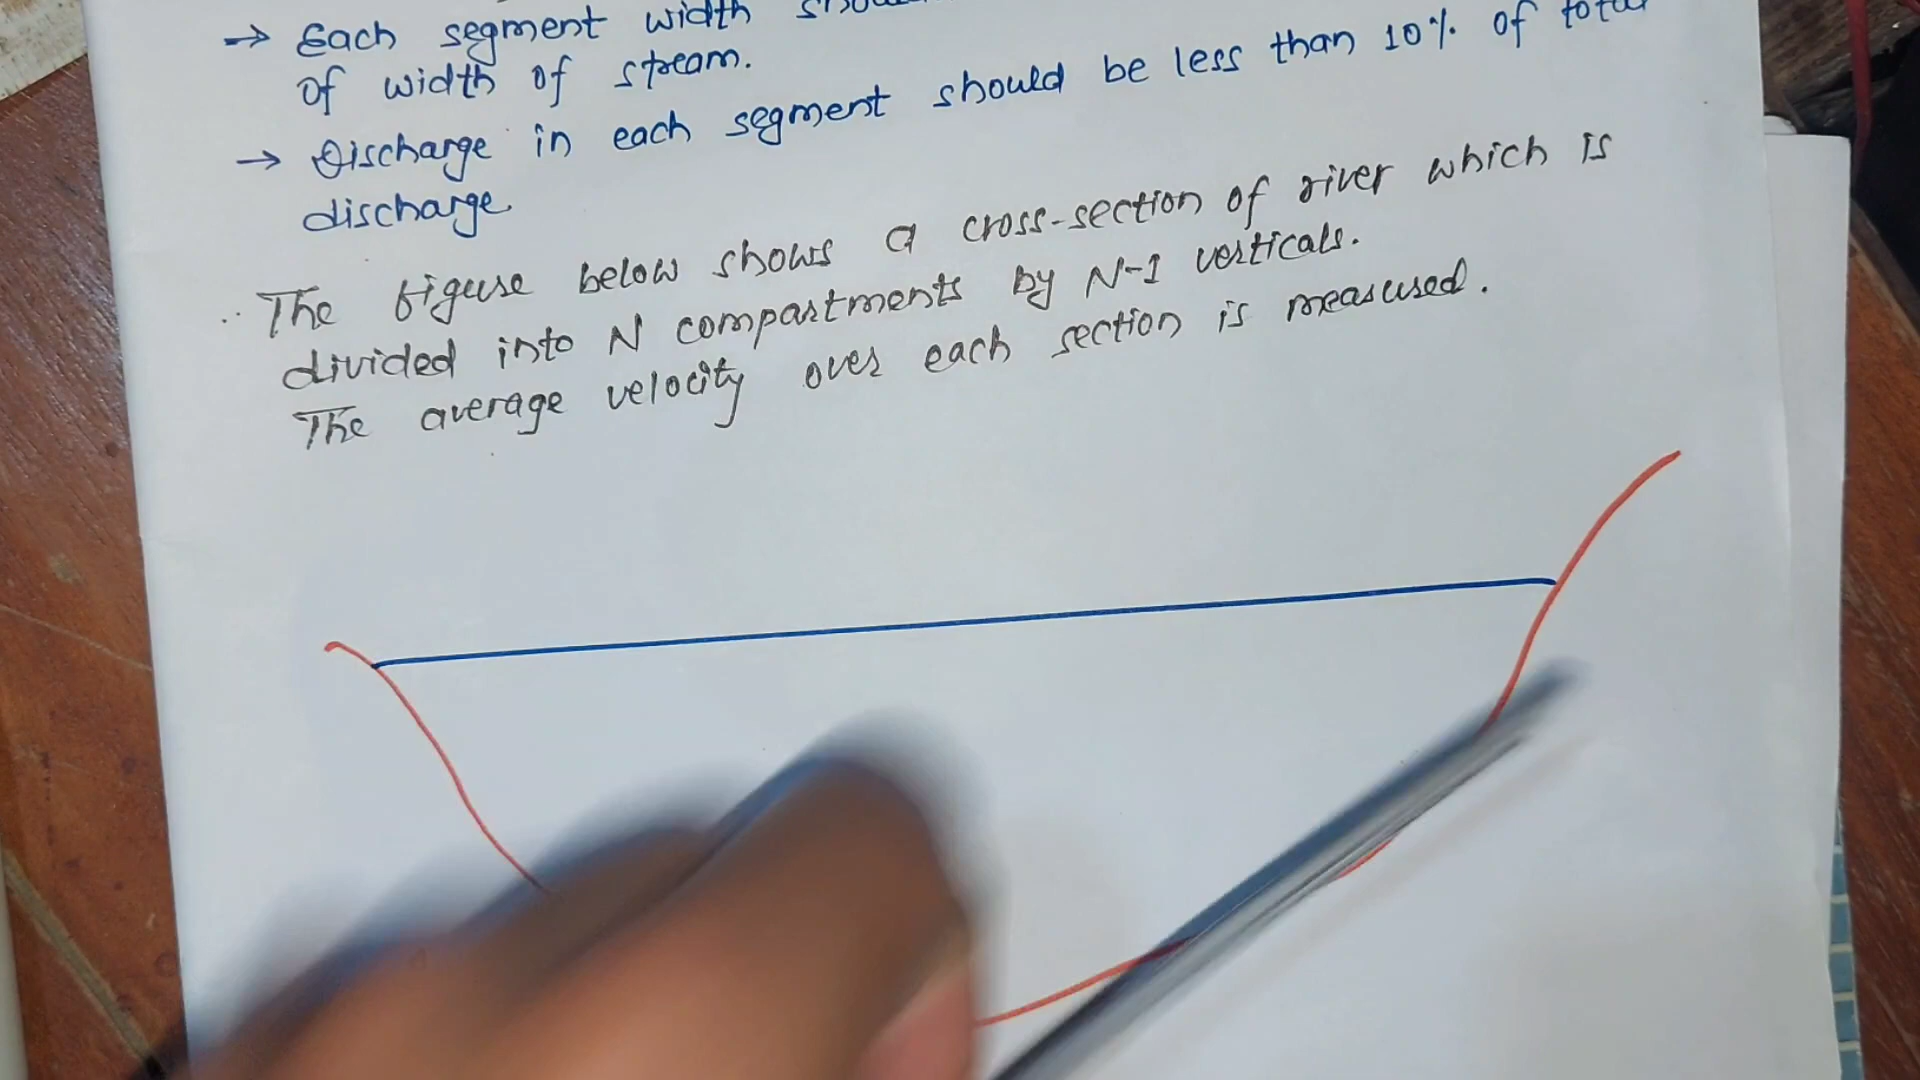 → Each segment width
of width of stream.
→ Discharge in each segment should be less than 10% of total
discharge.
The figure below shows a cross-section of river which is
divided into N compartments by N-1 verticals.
The average velocity over each section is measured.